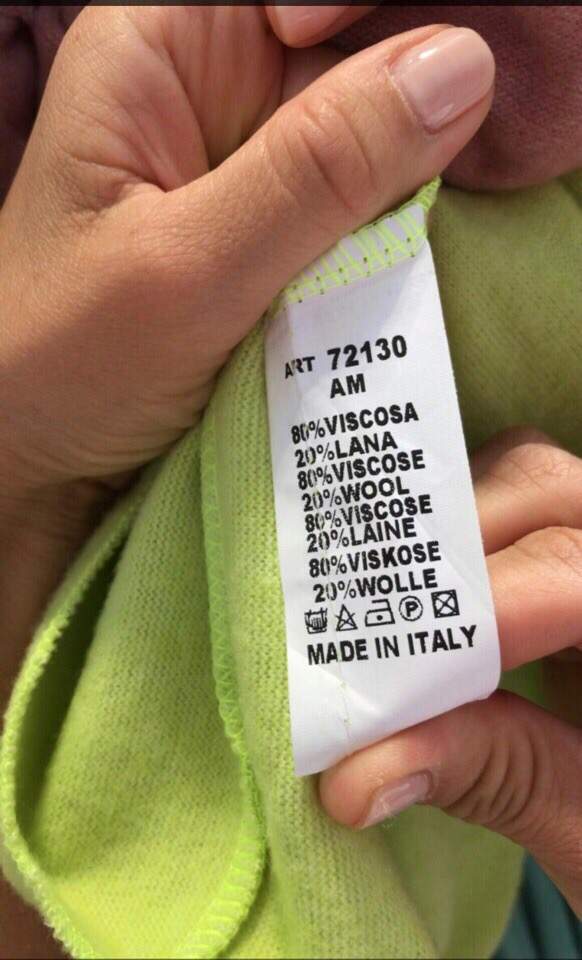 ART 72130
AM
80%VISCOSA
20%LANA
80%VISCOSE
20%WOOL
80%VISCOSE
20%LAINE
80%VISKOSE
20%WOLLE
P
MADE IN ITALY